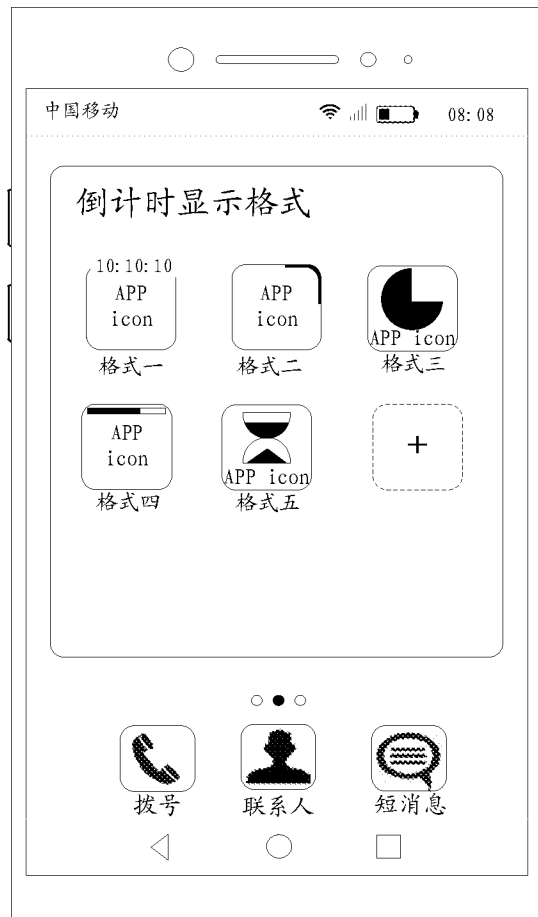 中国移动 08:08
倒计时显示格式
10:10:10
APP
icon
格式一
APP
icon
格式二
APP icon
格式三
APP
icon
格式四
APP icon
格式五
+
拨号
联系人
短消息